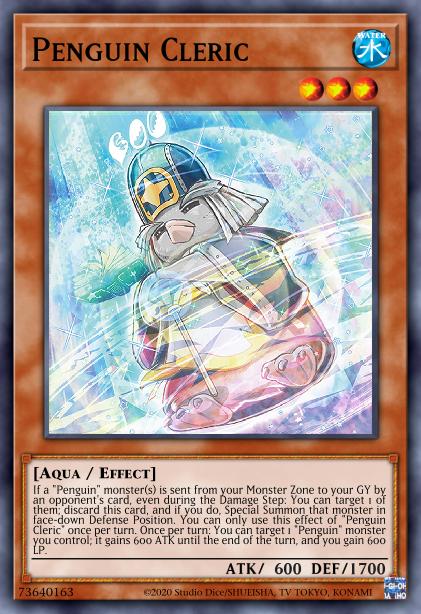 PENGUIN CLERIC
WATER
水
600
[AQUA / EFFECT]
If a "Penguin" monster(s) is sent from your Monster Zone to your GY by
an opponent's card, even during the Damage Step: You can target 1 of
them; discard this card, and if you do, Special Summon that monster in
face-down Defense Position. You can only use this effect of "Penguin
Cleric" once per turn. Once per turn: You can target 1 "Penguin" monster
you control; it gains 600 ATK until the end of the turn, and you gain 600
LP.
ATK/ 600 DEF/1700
73640163
©2020 Studio Dice/SHUEISHA, TV TOKYO, KONAMI